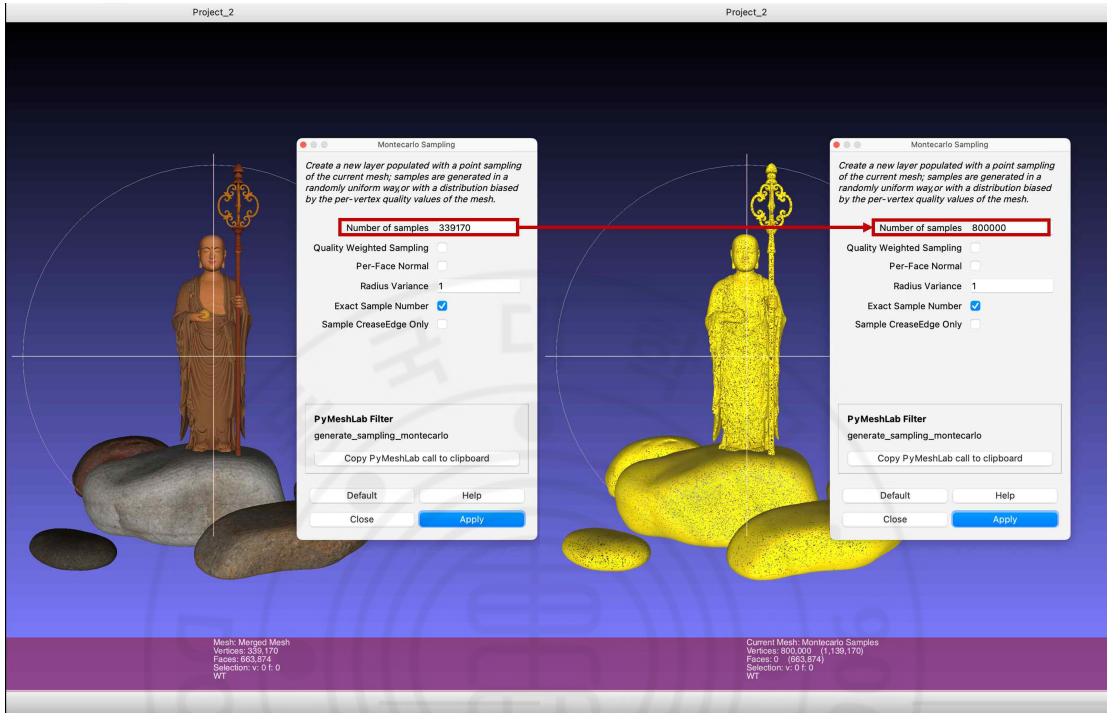 Project_2
Montecarlo Sampling
Create a new layer populated with a point sampling
of the current mesh; samples are generated in a
randomly uniform way,or with a distribution biased
by the per-vertex quality values of the mesh.
Number of samples 339170
Quality Weighted Sampling
Per-Face Normal
Radius Variance 1
Exact Sample Number
Sample CreaseEdge Only
PyMeshLab Filter
generate_sampling_montecarlo
Copy PyMeshLab call to clipboard
Default Help
Close Apply
Mesh: Merged Mesh
Vertices: 339,170
Faces: 663,874
Selection: v: 0 f: 0
WT
Project_2
Montecarlo Sampling
Create a new layer populated with a point sampling
of the current mesh; samples are generated in a
randomly uniform way,or with a distribution biased
by the per-vertex quality values of the mesh.
Number of samples 800000
Quality Weighted Sampling
Per-Face Normal
Radius Variance 1
Exact Sample Number
Sample CreaseEdge Only
PyMeshLab Filter
generate_sampling_montecarlo
Copy PyMeshLab call to clipboard
Default Help
Close Apply
Current Mesh: Montecarlo Samples
Vertices: 800,000 (1,139,170)
Faces: 0 (663,874)
Selection: v: 0 f: 0
WT